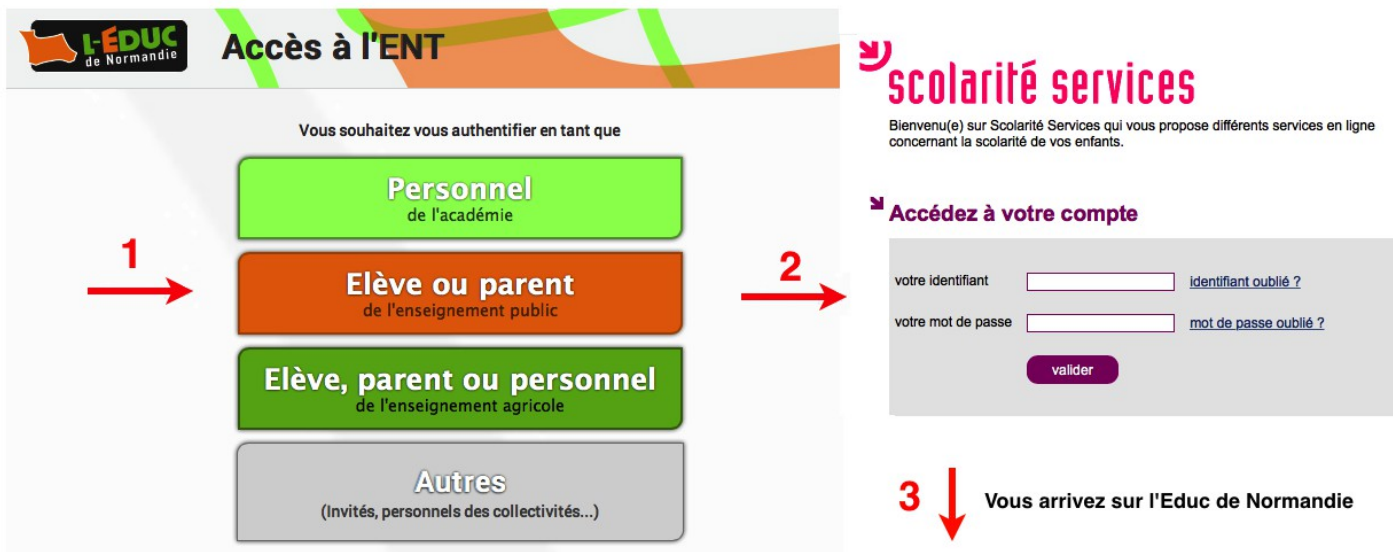 L-ÉDUC
de Normandie
Accès à l'ENT
Vous souhaitez vous authentifier en tant que
Personnel
de l'académie
1
Elève ou parent
de l'enseignement public
Elève, parent ou personnel
de l'enseignement agricole
Autres
(Invités, personnels des collectivités...)
2
scolarité services
Bienvenu(e) sur Scolarité Services qui vous propose différents services en ligne
concernant la scolarité de vos enfants.
Accédez à votre compte
votre identifiant identifiant oublié ?
votre mot de passe mot de passe oublié ?
valider
3 Vous arrivez sur l'Educ de Normandie